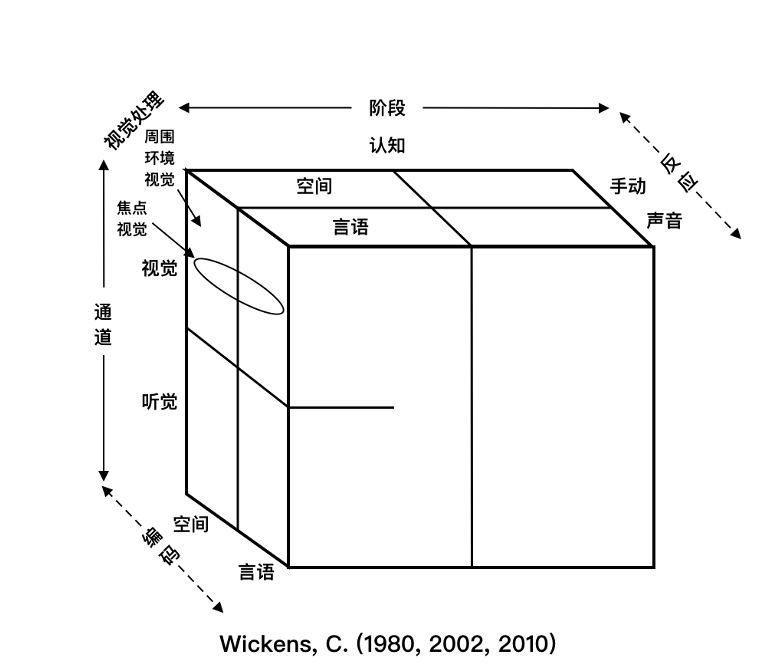 视觉处理
阶段
认知
周围
环境
视觉
焦点
视觉
空间
言语
手动
声音
反应
视觉
通道
听觉
空间
编码
言语
Wickens, C. (1980, 2002, 2010)